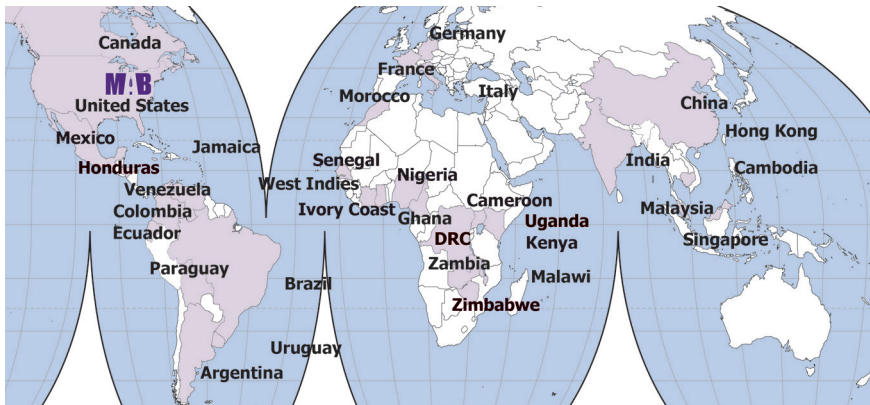 Canada
MAB
United States
Mexico
Honduras
Jamaica
Venezuela
Colombia
Ecuador
Paraguay
West Indies
Brazil
Uruguay
Argentina
Germany
France
Morocco
Italy
Senegal
Nigeria
Ivory Coast
Ghana
Cameroon
Uganda
DRC
Kenya
Zambia
Malawi
Zimbabwe
China
Hong Kong
India
Cambodia
Malaysia
Singapore